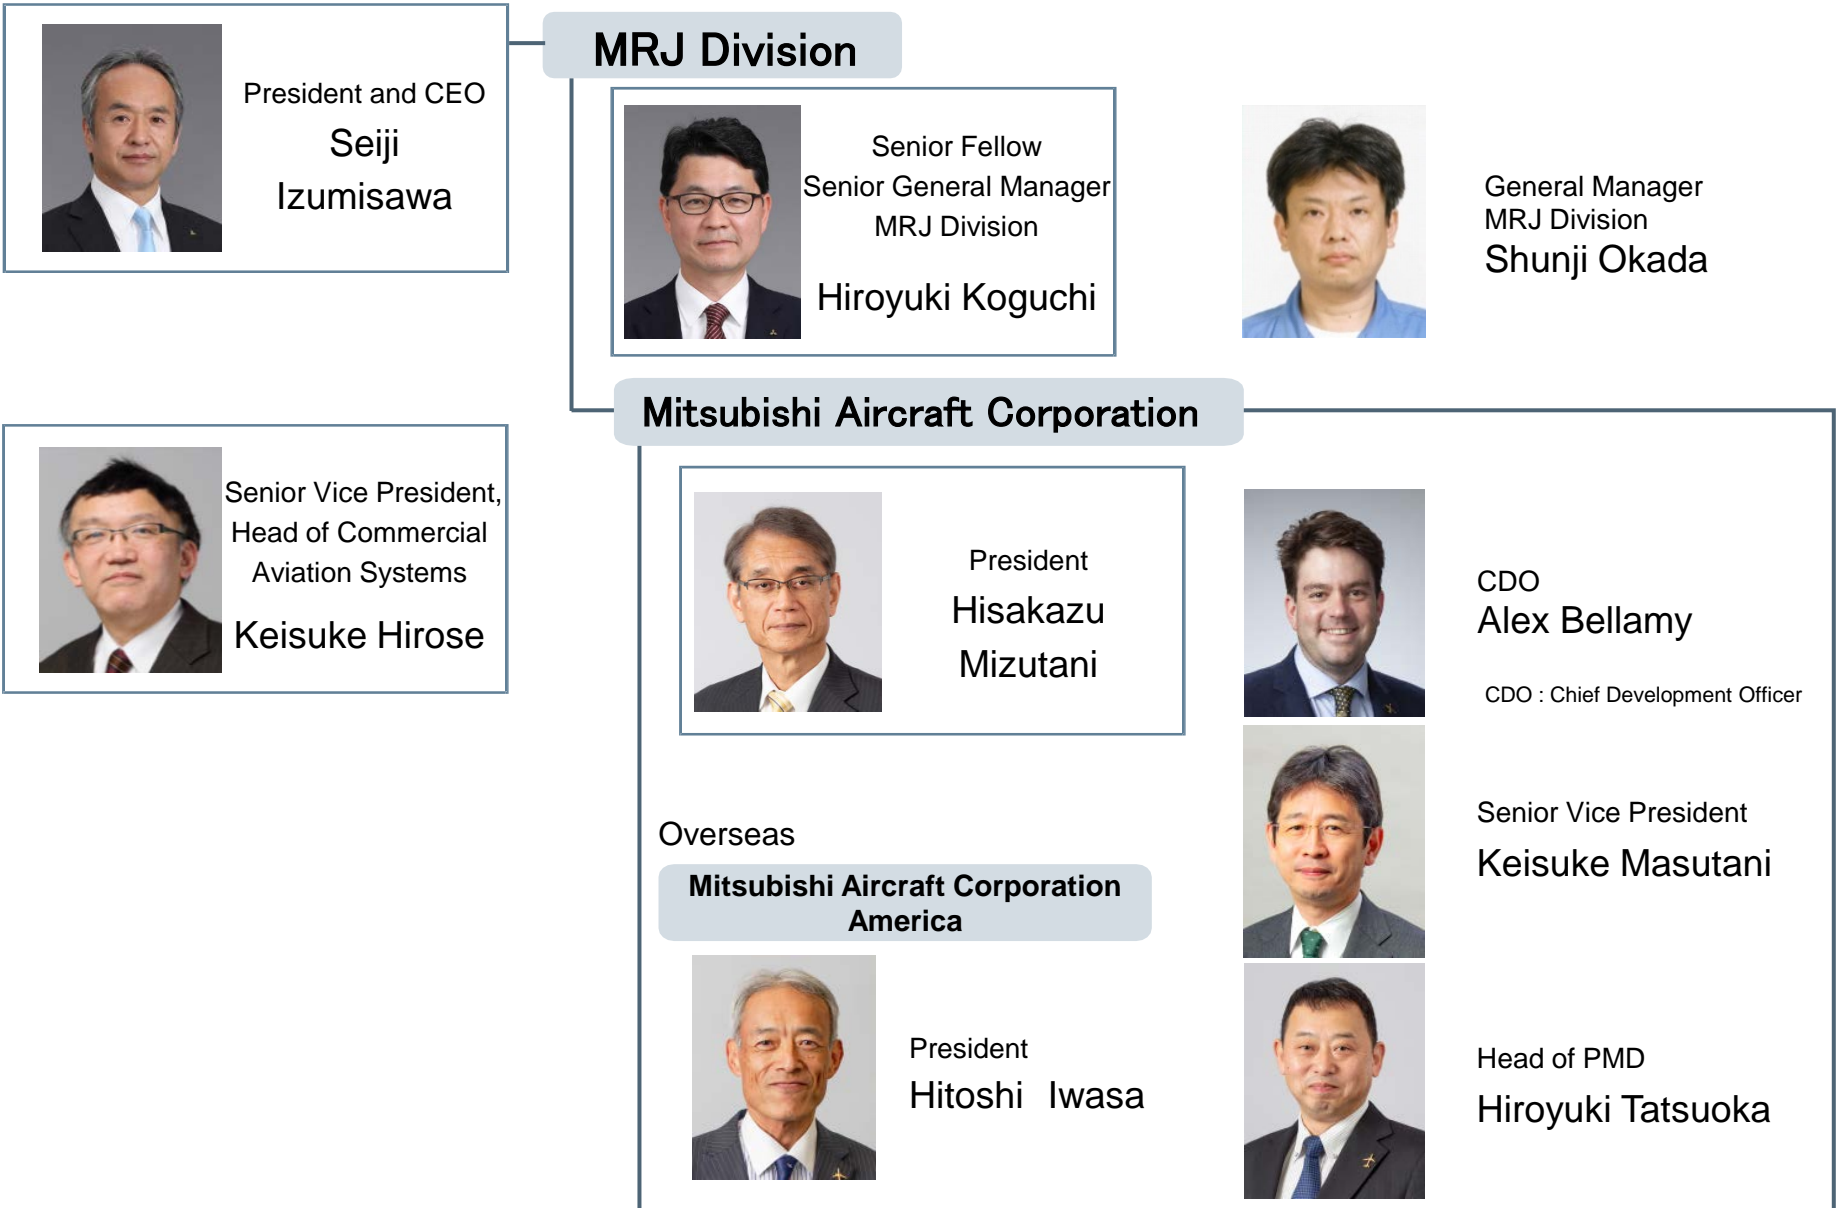 MRJ Division
President and CEO
Seiji
Izumisawa
Senior Fellow
Senior General Manager
MRJ Division
Hiroyuki Koguchi
General Manager
MRJ Division
Shunji Okada
Mitsubishi Aircraft Corporation
Senior Vice President,
Head of Commercial
Aviation Systems
Keisuke Hirose
President
Hisakazu
Mizutani
CDO
Alex Bellamy
CDO : Chief Development Officer
Senior Vice President
Keisuke Masutani
Overseas
Mitsubishi Aircraft Corporation
America
President
Hitoshi Iwasa
Head of PMD
Hiroyuki Tatsuoka